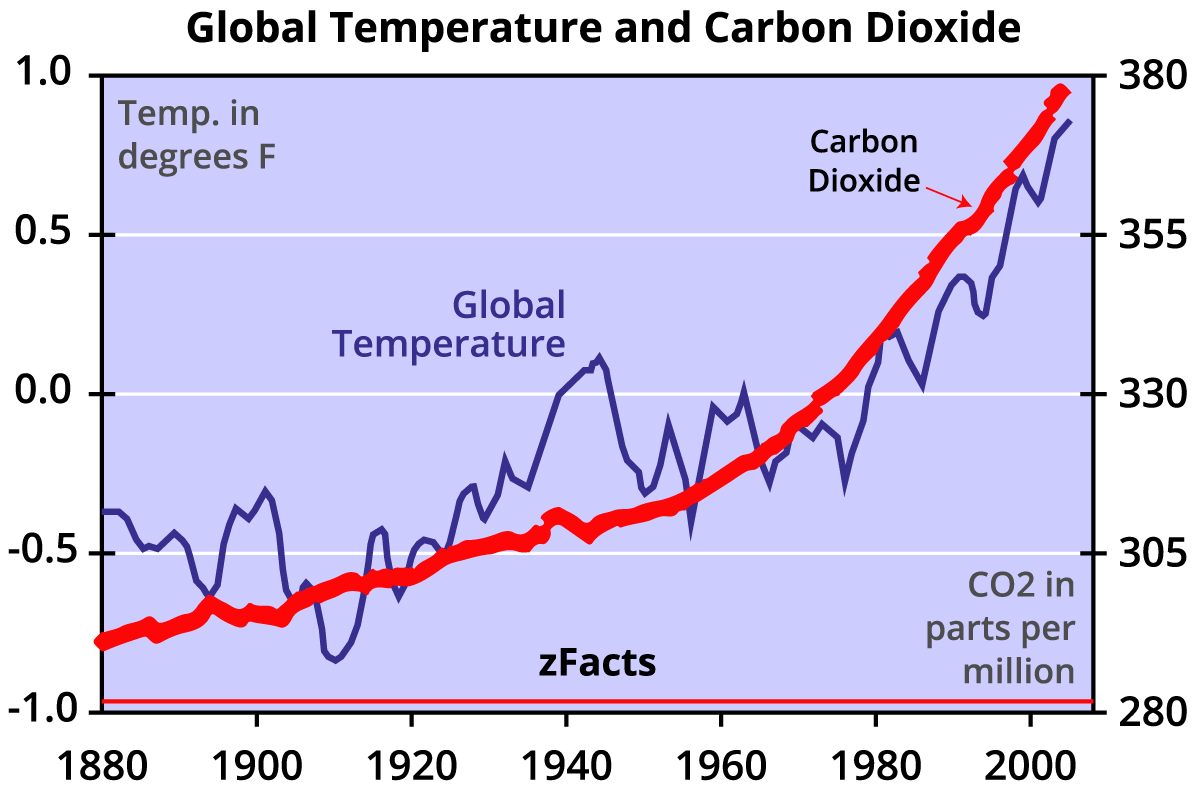 Global Temperature and Carbon Dioxide
1.0
380
Temp. in
degrees F
Carbon
Dioxide
0.5
355
Global
Temperature
0.0
330
-0.5
305
CO2 in
parts per
million
zFacts
-1.0
280
1880 1900 1920 1940 1960 1980 2000